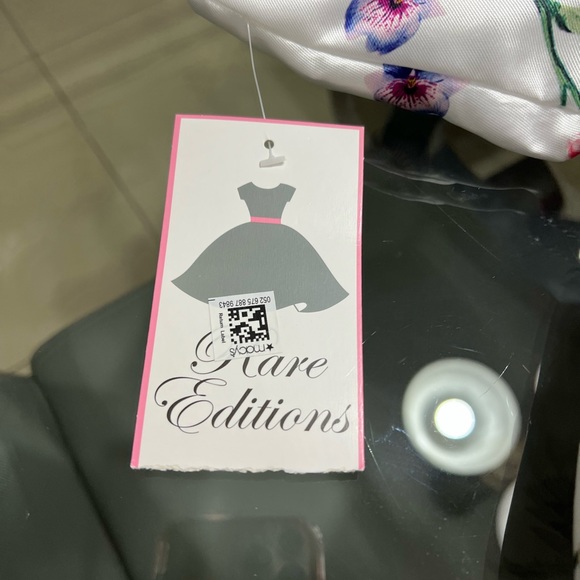 052 675 887 9843
Return Label
★macy's
Rare
Editions